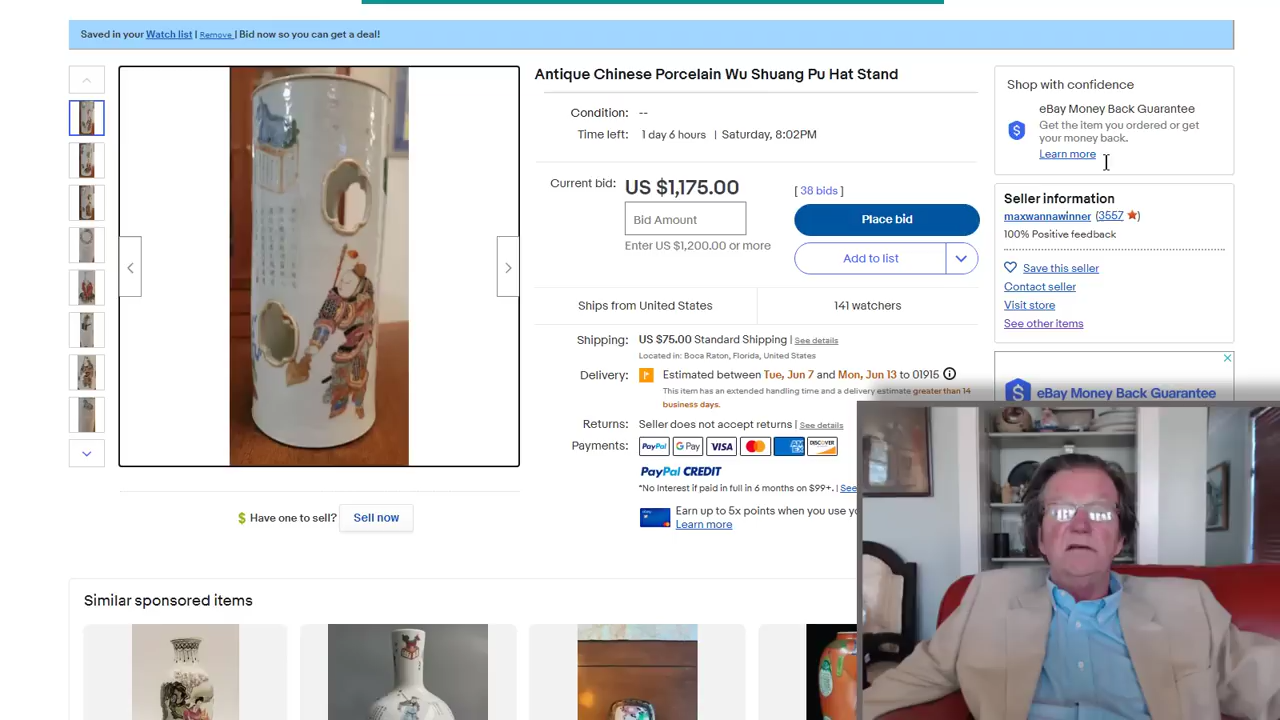 Saved in your Watch list | Remove | Bid now so you can get a deal!
Antique Chinese Porcelain Wu Shuang Pu Hat Stand
Condition: --
Time left: 1 day 6 hours | Saturday, 8:02PM
Current bid: US $1,175.00 [ 38 bids ]
Bid Amount
Place bid
Enter US $1,200.00 or more
Add to list
Ships from United States
141 watchers
Shipping: US $75.00 Standard Shipping | See details
Located in: Boca Raton, Florida, United States
Delivery: Estimated between Tue, Jun 7 and Mon, Jun 13 to 01915
This item has an extended handling time and a delivery estimate greater than 14
business days.
Returns: Seller does not accept returns | See details
Payments: PayPal G Pay VISA MasterCard AMEX DISCOVER
PayPal CREDIT
*No Interest if paid in full in 6 months on $99+. | See
Earn up to 5x points when you use yo
Learn more
Shop with confidence
eBay Money Back Guarantee
Get the item you ordered or get
your money back.
Learn more
Seller information
maxwannawinner (3557)
100% Positive feedback
Save this seller
Contact seller
Visit store
See other items
eBay Money Back Guarantee
$ Have one to sell? Sell now
Similar sponsored items